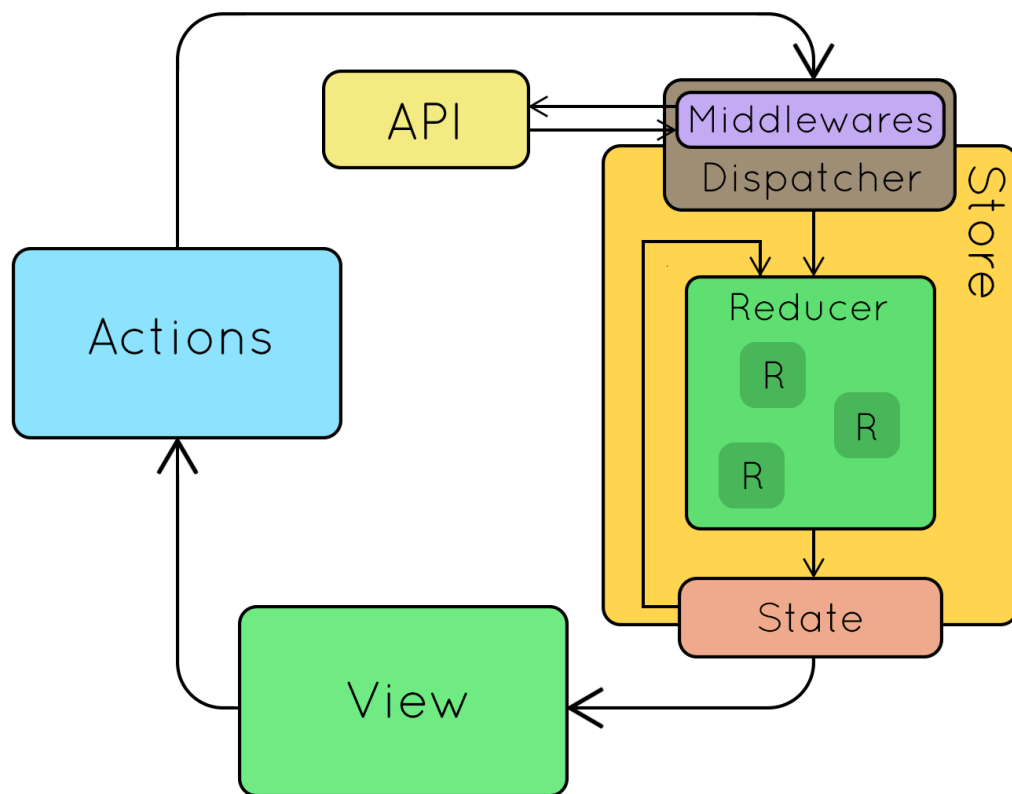 API
Middlewares
Dispatcher
Store
Actions
Reducer
R
R
R
State
View